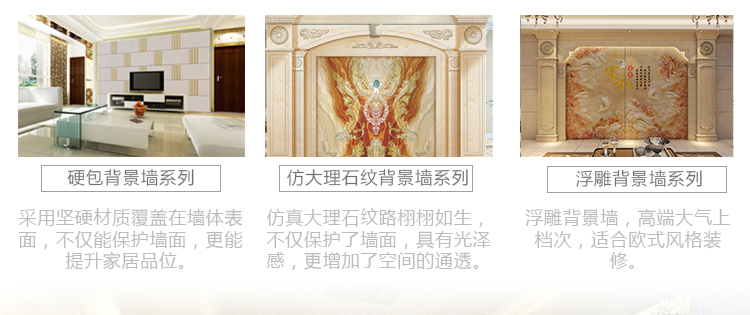 硬包背景墙系列
采用坚硬材质覆盖在墙体表
面，不仅能保护墙面，更能
提升家居品位。
仿大理石纹背景墙系列
仿真大理石纹路栩栩如生，
不仅保护了墙面，具有光泽
感，更增加了空间的通透。
浮雕背景墙系列
浮雕背景墙，高端大气上
档次，适合欧式风格装
修。